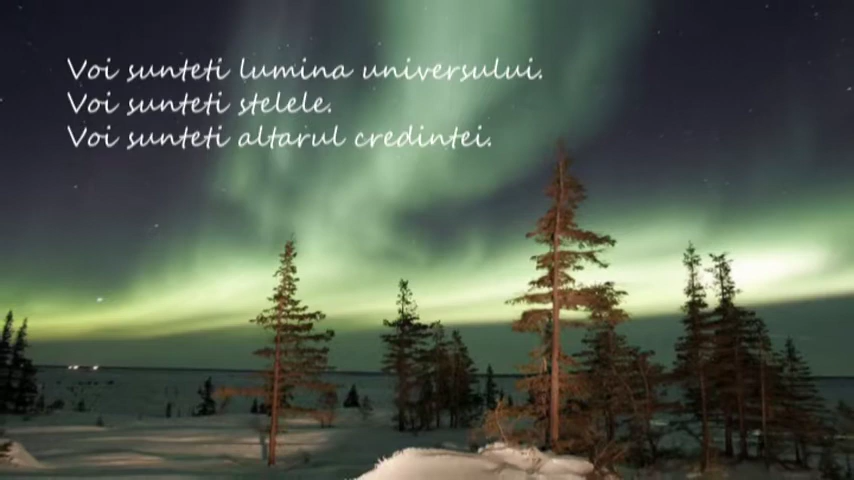 Voi sunteti lumina universului.
Voi sunteti stelele.
Voi sunteti altarul credintei.